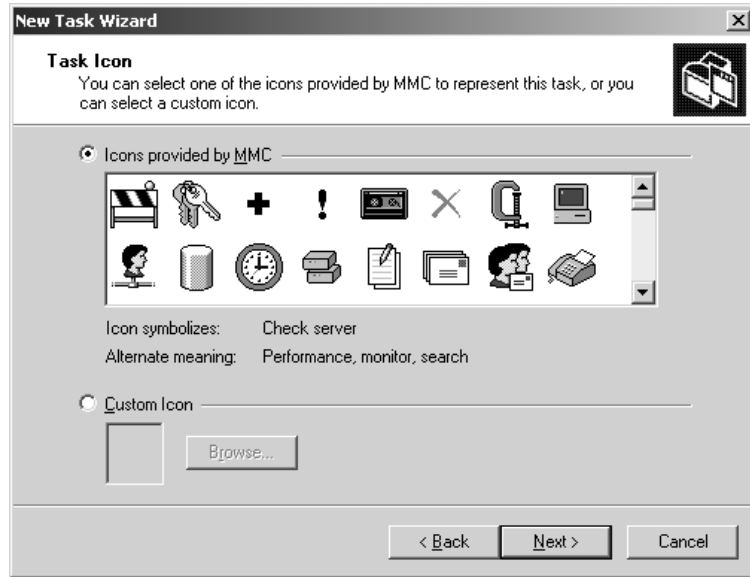 New Task Wizard
Task Icon
You can select one of the icons provided by MMC to represent this task, or you
can select a custom icon.
Icons provided by MMC
Icon symbolizes: Check server
Alternate meaning: Performance, monitor, search
Custom Icon
Browse...
< Back Next > Cancel